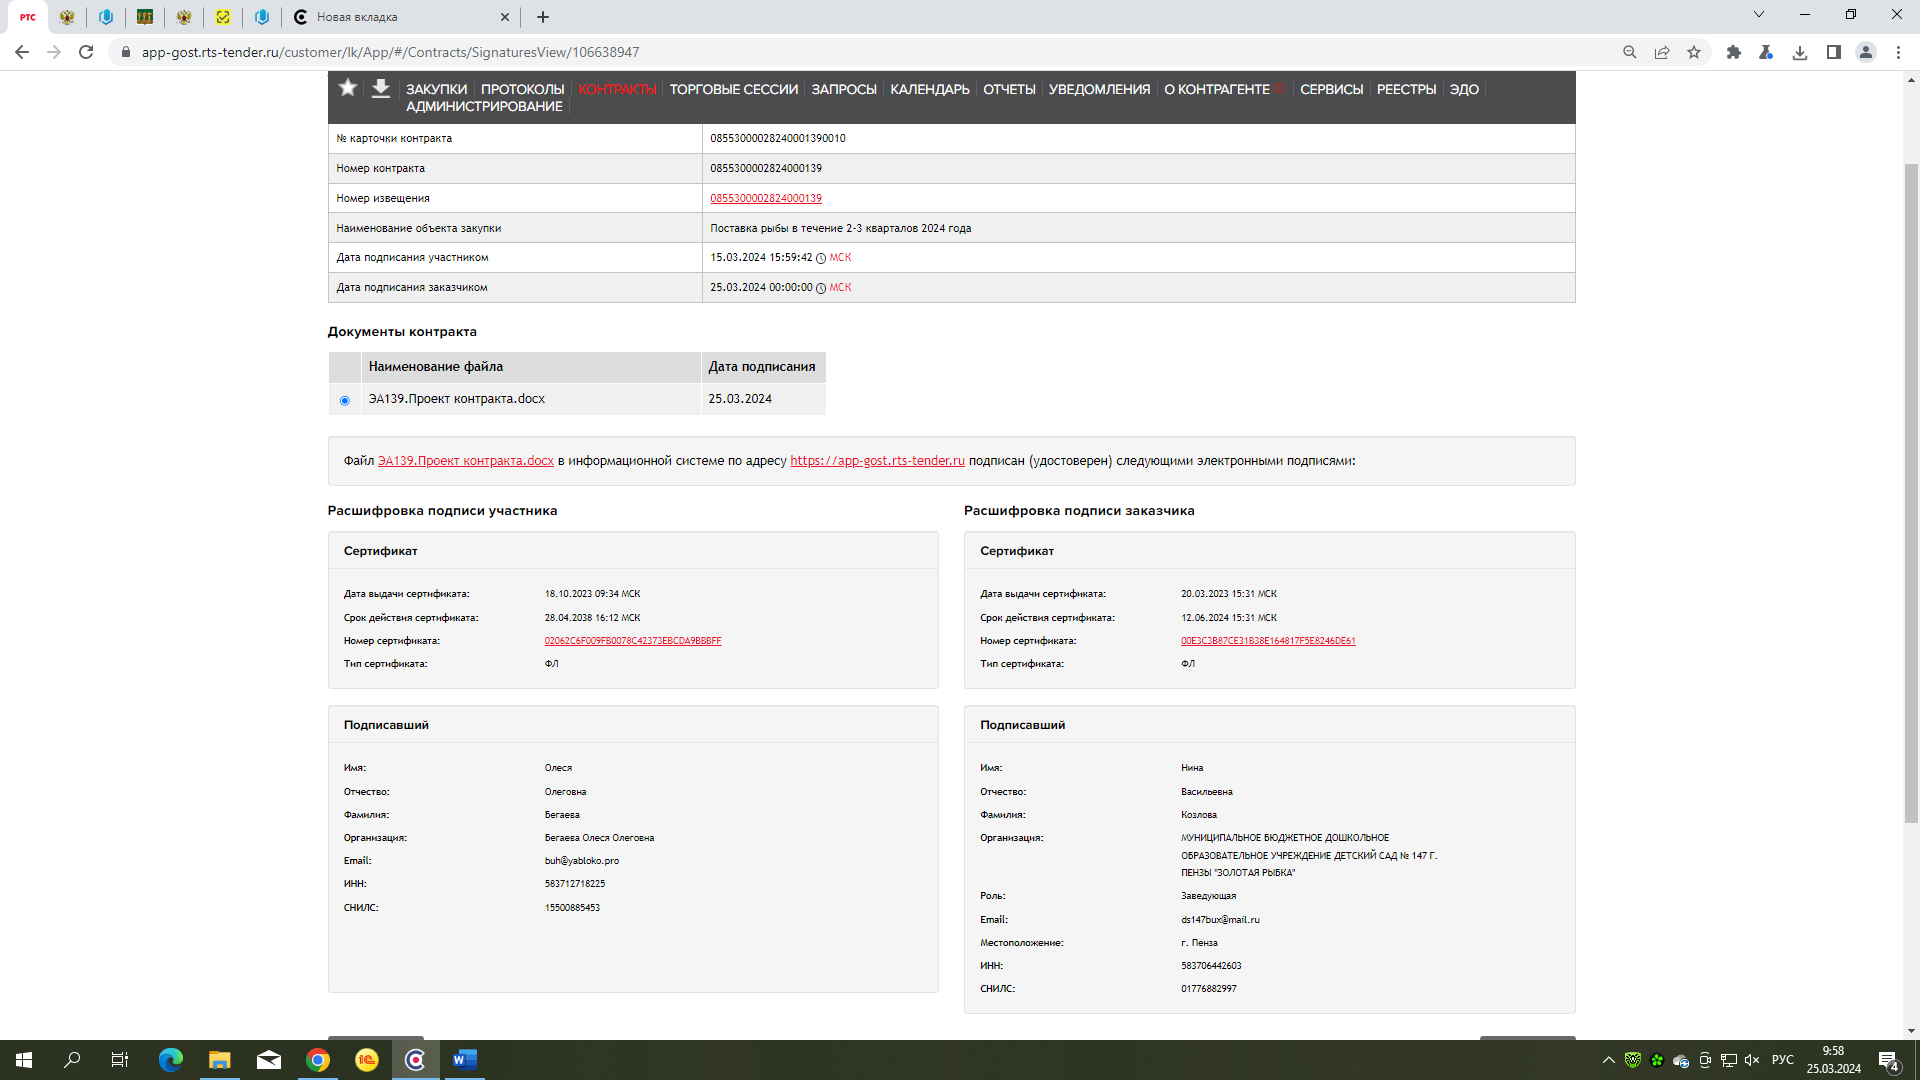 РТС
Новая вкладка
app-gost.rts-tender.ru/customer/lk/App/#/Contracts/SignaturesView/106638947
ЗАКУПКИ ПРОТОКОЛЫ КОНТРАКТЫ ТОРГОВЫЕ СЕССИИ ЗАПРОСЫ КАЛЕНДАРЬ ОТЧЕТЫ УВЕДОМЛЕНИЯ О КОНТРАГЕНТЕ СЕРВИСЫ РЕЕСТРЫ ЭДО
АДМИНИСТРИРОВАНИЕ
№ карточки контракта 08553000028240001390010
Номер контракта 0855300002824000139
Номер извещения 0855300002824000139
Наименование объекта закупки Поставка рыбы в течение 2-3 кварталов 2024 года
Дата подписания участником 15.03.2024 15:59:42 МСК
Дата подписания заказчиком 25.03.2024 00:00:00 МСК
Документы контракта
Наименование файла Дата подписания
ЭА139.Проект контракта.docx 25.03.2024
Файл ЭА139.Проект контракта.docx в информационной системе по адресу https://app-gost.rts-tender.ru подписан (удостоверен) следующими электронными подписями:
Расшифровка подписи участника
Сертификат
Дата выдачи сертификата: 18.10.2023 09:34 МСК
Срок действия сертификата: 28.04.2038 16:12 МСК
Номер сертификата: 02062C6F009FB0078C42373EBCDA9BBBFF
Тип сертификата: ФЛ
Подписавший
Имя: Олеся
Отчество: Олеговна
Фамилия: Бегаева
Организация: Бегаева Олеся Олеговна
Email: buh@yabloko.pro
ИНН: 583712718225
СНИЛС: 15500885453
Расшифровка подписи заказчика
Сертификат
Дата выдачи сертификата: 20.03.2023 15:31 МСК
Срок действия сертификата: 12.06.2024 15:31 МСК
Номер сертификата: 00E3C3B87CE31B38E164817F5E8246DE61
Тип сертификата: ФЛ
Подписавший
Имя: Нина
Отчество: Васильевна
Фамилия: Козлова
Организация: МУНИЦИПАЛЬНОЕ БЮДЖЕТНОЕ ДОШКОЛЬНОЕ
ОБРАЗОВАТЕЛЬНОЕ УЧРЕЖДЕНИЕ ДЕТСКИЙ САД № 147 Г.
ПЕНЗЫ "ЗОЛОТАЯ РЫБКА"
Роль: Заведующая
Email: ds147bux@mail.ru
Местоположение: г. Пенза
ИНН: 583706442603
СНИЛС: 01776882997
РУС
9:58
25.03.2024
4